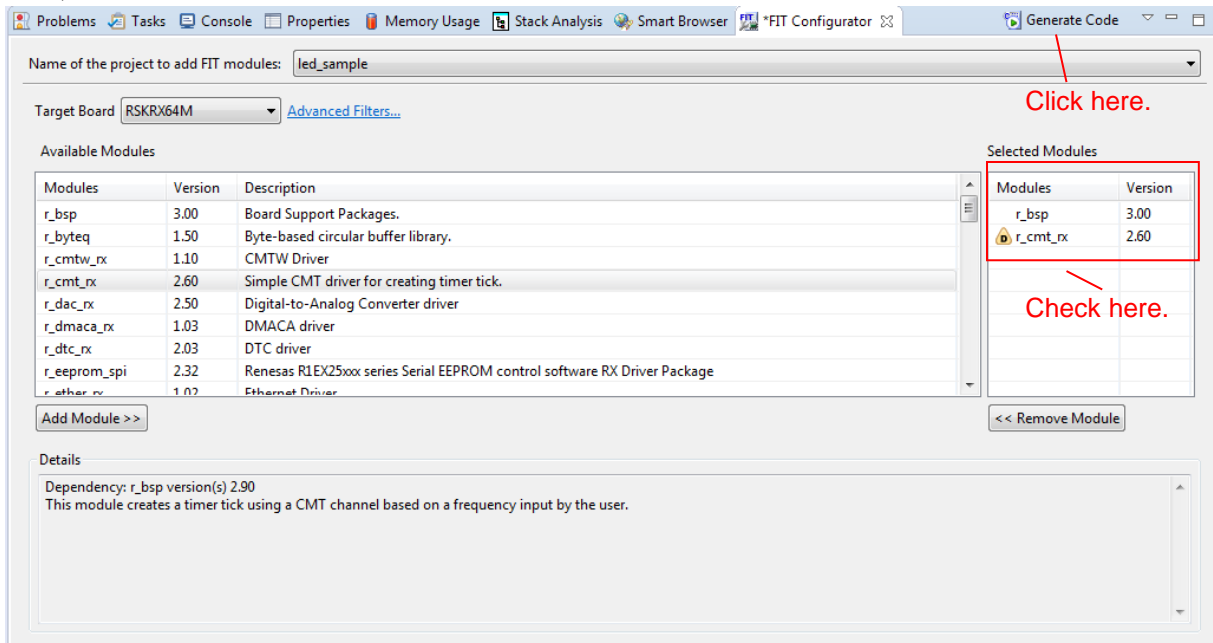 Problems Tasks Console Properties Memory Usage Stack Analysis Smart Browser *FIT Configurator Generate Code
Name of the project to add FIT modules: led_sample
Click here.
Target Board RSKRX64M Advanced Filters...
Available Modules Selected Modules
Modules Version Description Modules Version
r_bsp 3.00 Board Support Packages. r_bsp 3.00
r_byteq 1.50 Byte-based circular buffer library. D r_cmt_rx 2.60
r_cmtw_rx 1.10 CMTW Driver
r_cmt_rx 2.60 Simple CMT driver for creating timer tick.
r_dac_rx 2.50 Digital-to-Analog Converter driver
Check here.
r_dmaca_rx 1.03 DMACA driver
r_dtc_rx 2.03 DTC driver
r_eeprom_spi 2.32 Renesas R1EX25xxx series Serial EEPROM control software RX Driver Package
r_ether_rx 1.02 Ethernet Driver
Add Module >> << Remove Module
Details
Dependency: r_bsp version(s) 2.90
This module creates a timer tick using a CMT channel based on a frequency input by the user.